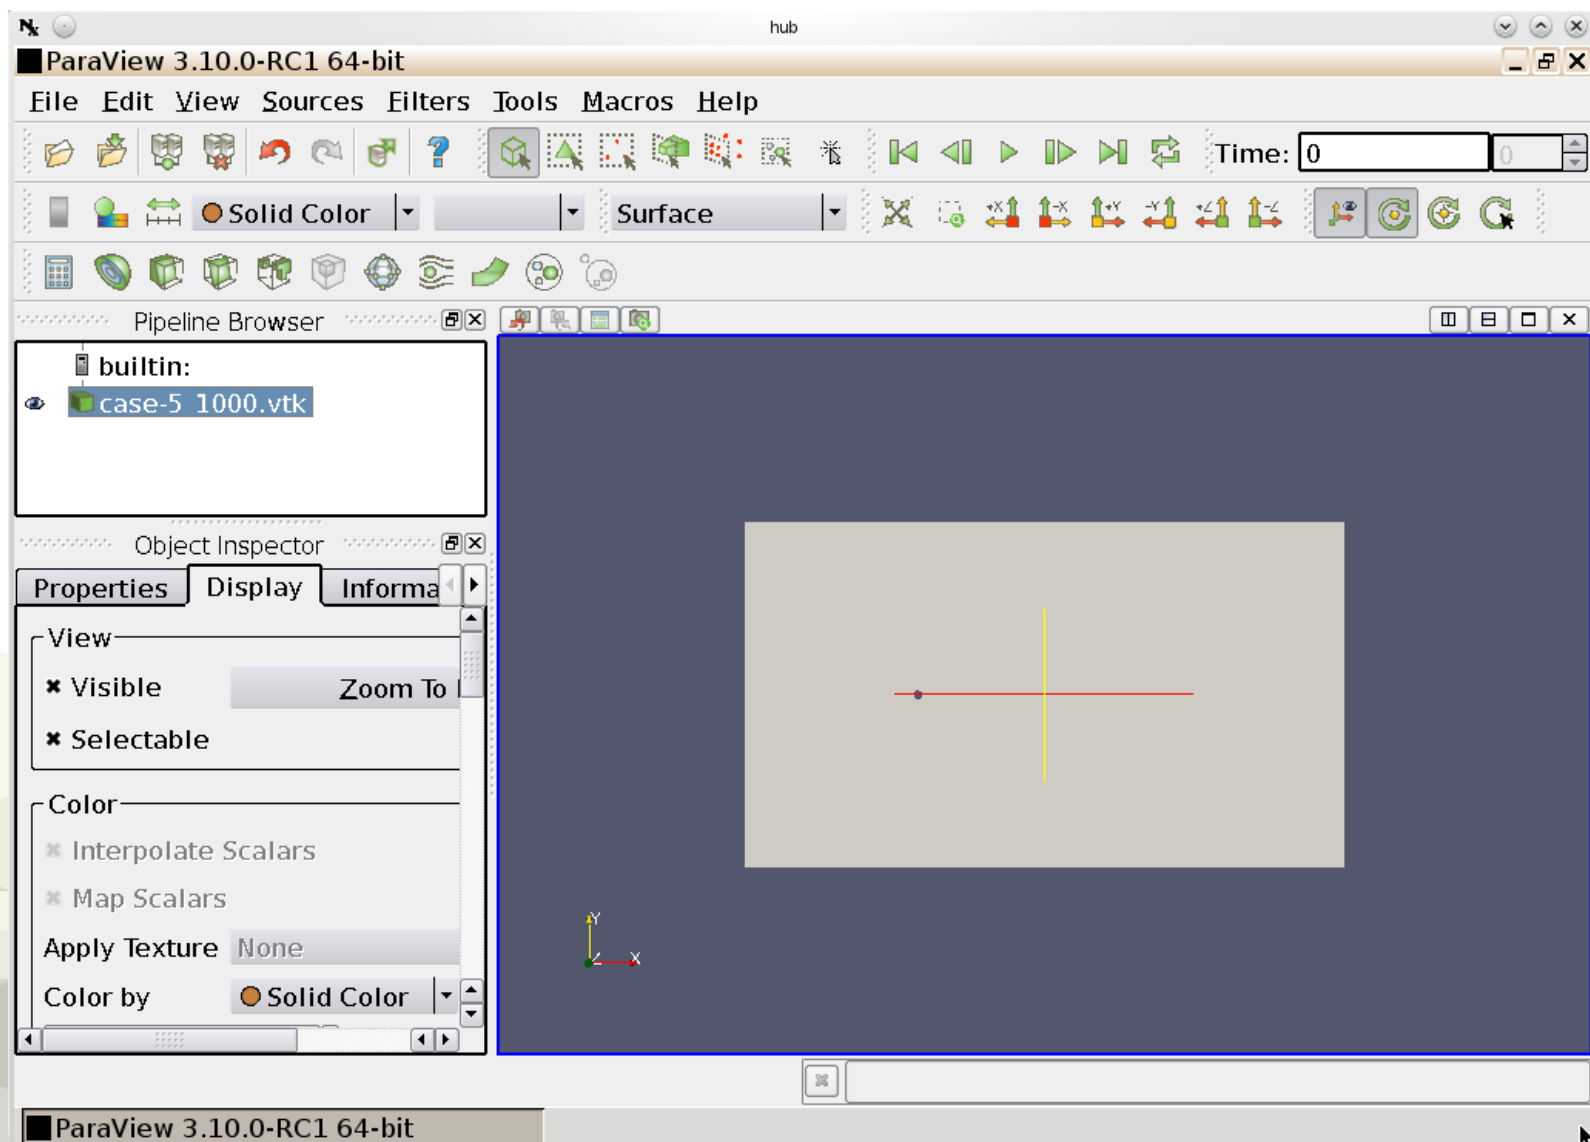 hub
ParaView 3.10.0-RC1 64-bit
File Edit View Sources Filters Tools Macros Help
Time: 0 0
Solid Color Surface +X -X +Y -Y +Z -Z
Pipeline Browser
builtin:
case-5_1000.vtk
Object Inspector
Properties Display Informa
View
Visible Zoom To
Selectable
Color
Interpolate Scalars
Map Scalars
Apply Texture None
Color by Solid Color
Y
Z X
ParaView 3.10.0-RC1 64-bit